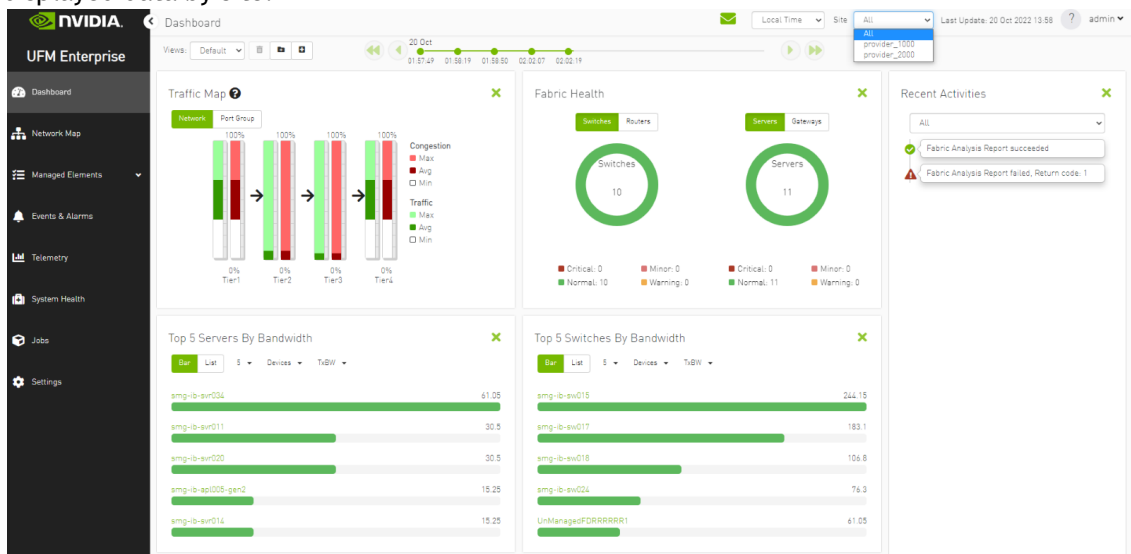 NVIDIA.
Dashboard
Local Time
Site
All
Last Update: 20 Oct 2022 13:58
?
admin
All
provider_1000
provider_2000
UFM Enterprise
Views:
Default
20 Oct
01:57:49 01:58:19 01:58:50 02:02:07 02:02:19
Dashboard
Network Map
Managed Elements
Events & Alarms
Telemetry
System Health
Jobs
Settings
Traffic Map ?
Network Port Group
100% 100% 100% 100%
Congestion
Max
Avg
Min
Traffic
Max
Avg
Min
0% 0% 0% 0%
Tier1 Tier2 Tier3 Tier4
Fabric Health
Switches Routers
Servers Gateways
Switches
10
Servers
11
Critical: 0 Minor: 0
Normal: 10 Warning: 0
Critical: 0 Minor: 0
Normal: 11 Warning: 0
Recent Activities
All
Fabric Analysis Report succeeded
Fabric Analysis Report failed, Return code: 1
Top 5 Servers By Bandwidth
Bar List 5 Devices TxBW
smg-ib-svr034 61.05
smg-ib-svr011 30.5
smg-ib-svr020 30.5
smg-ib-apl005-gen2 15.25
smg-ib-svr014 15.25
Top 5 Switches By Bandwidth
Bar List 5 Devices TxBW
smg-ib-sw015 244.15
smg-ib-sw017 183.1
smg-ib-sw018 106.8
smg-ib-sw024 76.3
UnManagedFDRRRRRR1 61.05